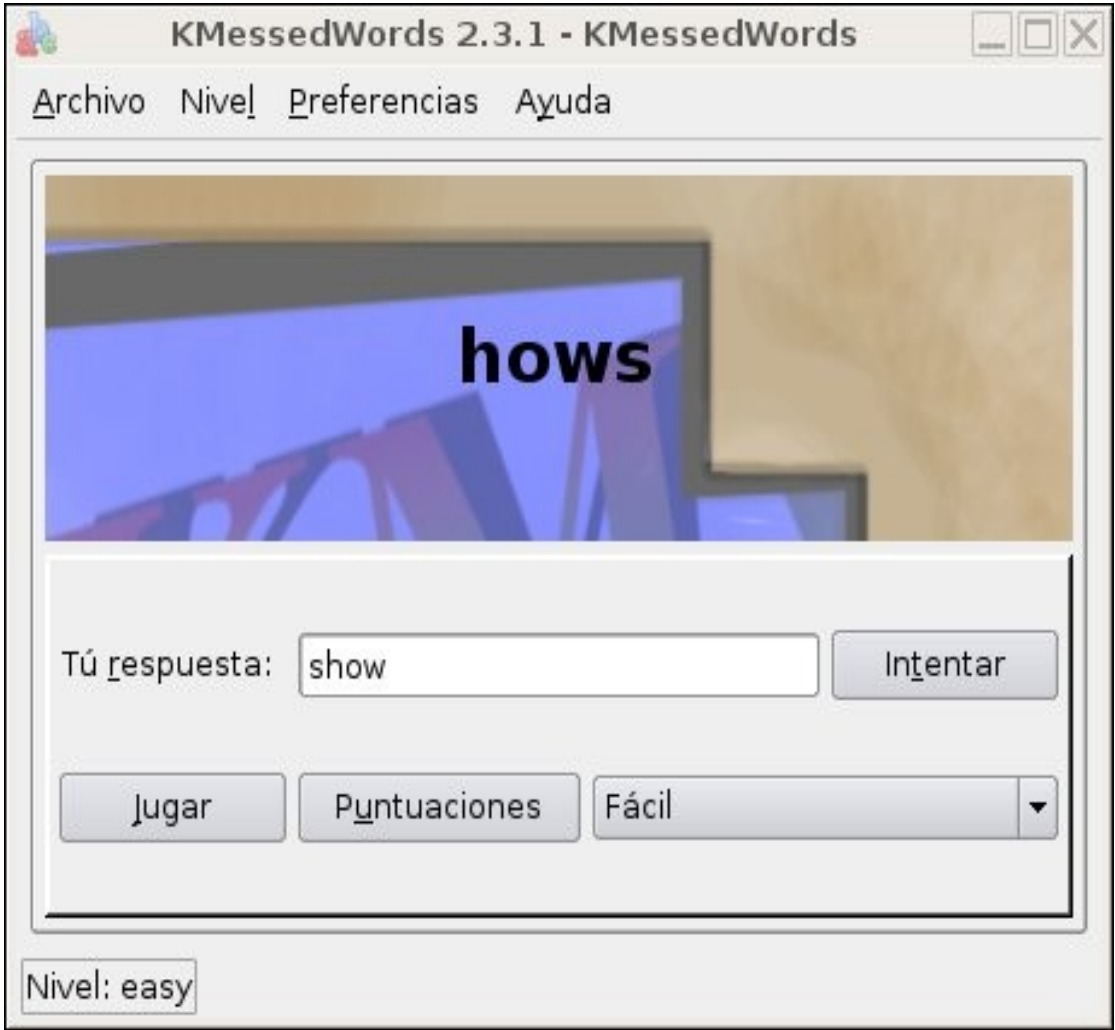 KMessedWords 2.3.1 - KMessedWords
Archivo Nivel Preferencias Ayuda
hows
Tú respuesta: show Intentar
Jugar Puntuaciones Fácil
Nivel: easy